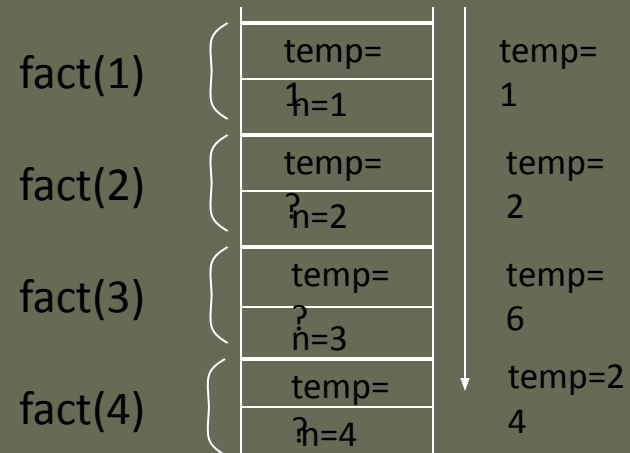 fact(1)
temp=
1
n=1
temp=
1
fact(2)
temp=
?
n=2
temp=
2
fact(3)
temp=
?
n=3
temp=
6
fact(4)
temp=
?
n=4
temp=2
4